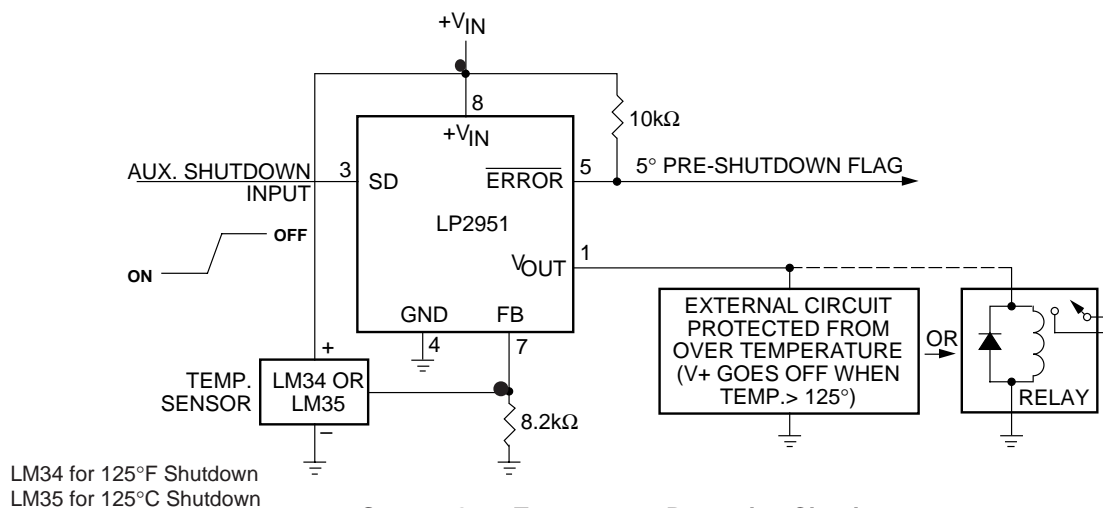 +VIN
8
+VIN
10kΩ
AUX. SHUTDOWN
INPUT
3
SD
ERROR
5
5° PRE-SHUTDOWN FLAG
LP2951
OFF
ON
VOUT
1
GND
FB
4
7
EXTERNAL CIRCUIT
PROTECTED FROM
OVER TEMPERATURE
(V+ GOES OFF WHEN
TEMP.> 125°)
OR
RELAY
TEMP.
SENSOR
+
LM34 OR
LM35
–
8.2kΩ
LM34 for 125°F Shutdown
LM35 for 125°C Shutdown